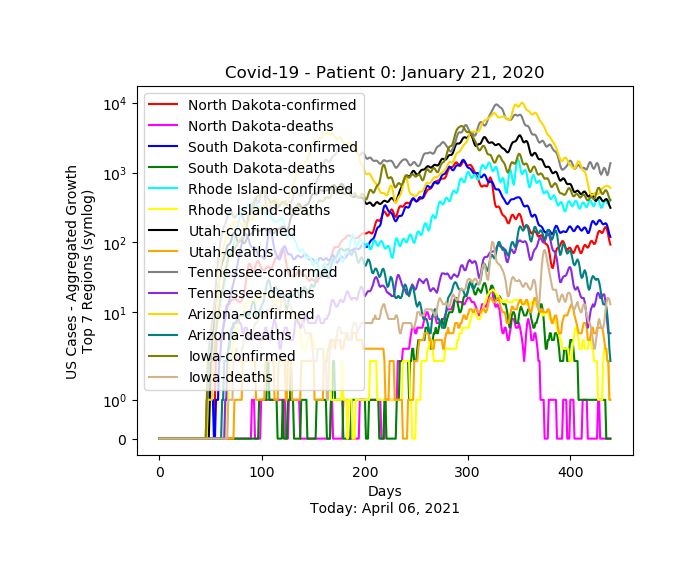 Covid-19 - Patient 0: January 21, 2020
US Cases - Aggregated Growth
Top 7 Regions (symlog)
10^4
10^3
10^2
10^1
10^0
0
North Dakota-confirmed
North Dakota-deaths
South Dakota-confirmed
South Dakota-deaths
Rhode Island-confirmed
Rhode Island-deaths
Utah-confirmed
Utah-deaths
Tennessee-confirmed
Tennessee-deaths
Arizona-confirmed
Arizona-deaths
Iowa-confirmed
Iowa-deaths
0 100 200 300 400
Days
Today: April 06, 2021